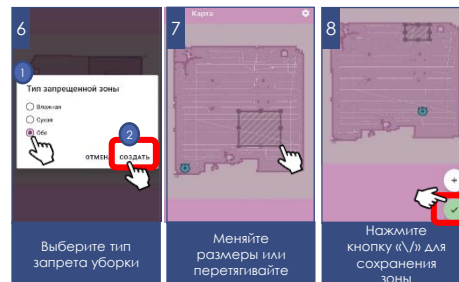 6
1
Тип запрещенной зоны
Влажная
Сухая
Обе
2
ОТМЕН
СОЗДАТЬ
Выберите тип
запрета уборки
7
Карта
Меняйте
размеры или
перетягивайте
8
+
Нажмите
кнопку «\/» для
сохранения
зоны